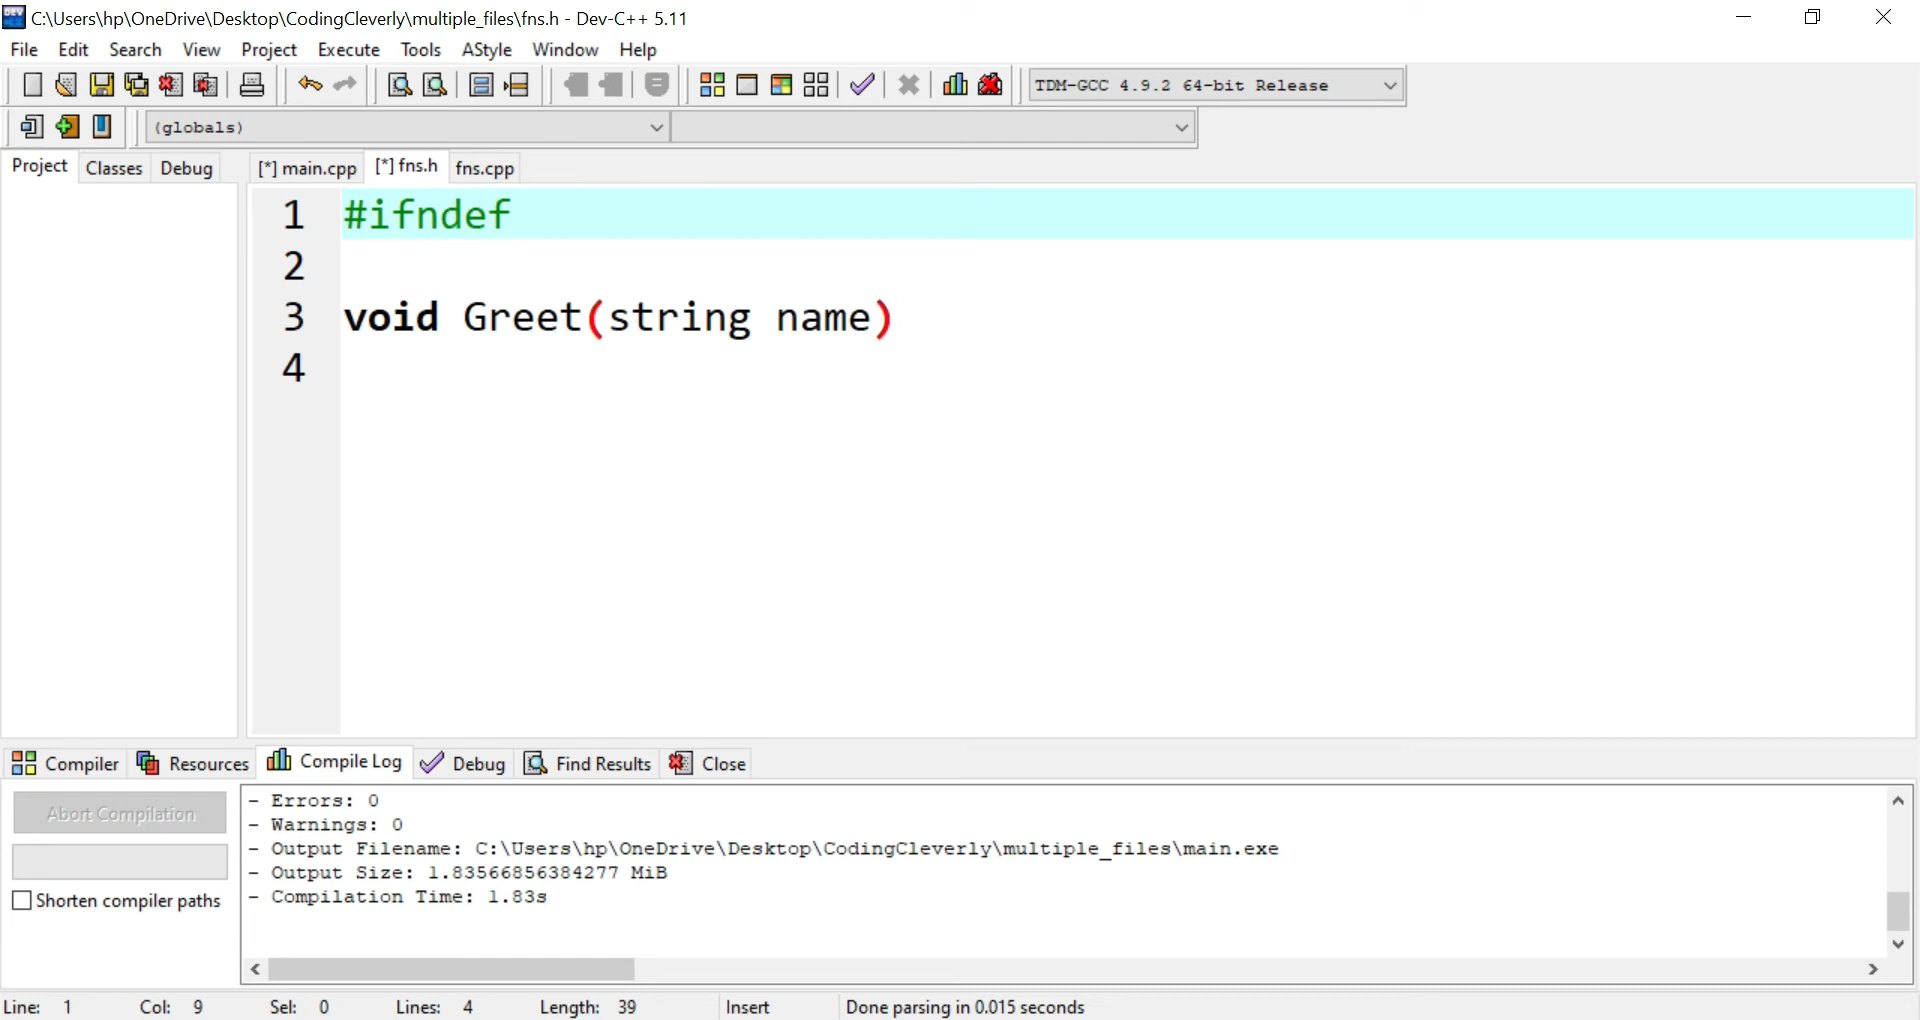 C:\Users\hp\OneDrive\Desktop\CodingCleverly\multiple_files\fns.h - Dev-C++ 5.11
File Edit Search View Project Execute Tools AStyle Window Help
TDM-GCC 4.9.2 64-bit Release
(globals)
Project Classes Debug [*] main.cpp [*] fns.h fns.cpp
1 #ifndef
2
3 void Greet(string name)
4
Compiler Resources Compile Log Debug Find Results Close
Abort Compilation
Shorten compiler paths
- Errors: 0
- Warnings: 0
- Output Filename: C:\Users\hp\OneDrive\Desktop\CodingCleverly\multiple_files\main.exe
- Output Size: 1.83566856384277 MiB
- Compilation Time: 1.83s
Line: 1 Col: 9 Sel: 0 Lines: 4 Length: 39 Insert Done parsing in 0.015 seconds